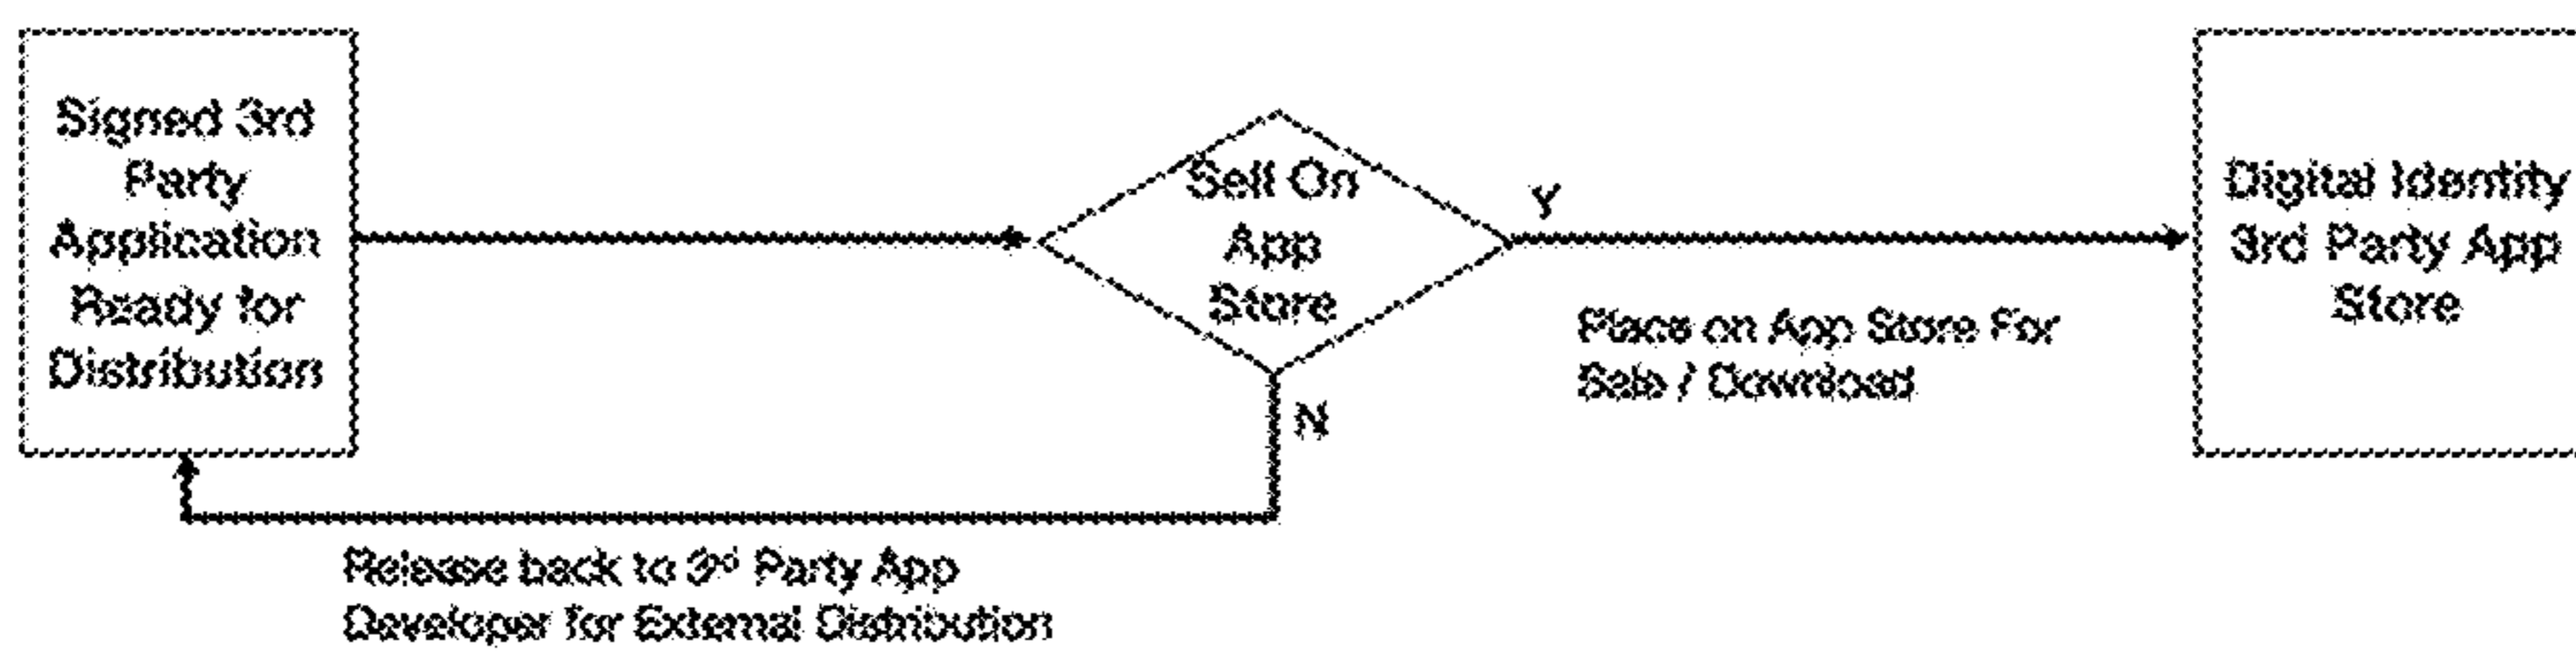 Signed 3rd
Party
Application
Ready for
Distribution
Sell On
App
Store
Y
N
Place on App Store For
Sale / Download
Digital Identity
3rd Party App
Store
Release back to 3rd Party App
Developer for External Distribution